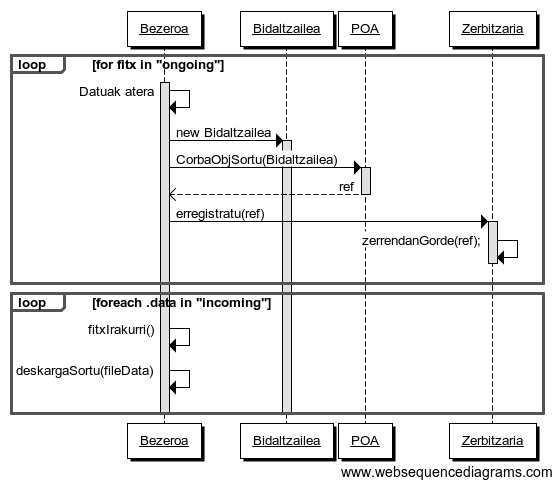 Bezeroa Bidaltzailea POA Zerbitzaria
loop [for fitx in "ongoing"]
Datuak atera
new Bidaltzailea
CorbaObjSortu(Bidaltzailea)
ref
erregistratu(ref)
zerrendanGorde(ref);
loop [foreach .data in "incoming"]
fitxIrakurri()
deskargaSortu(fileData)
Bezeroa Bidaltzailea POA Zerbitzaria
www.websequencediagrams.com